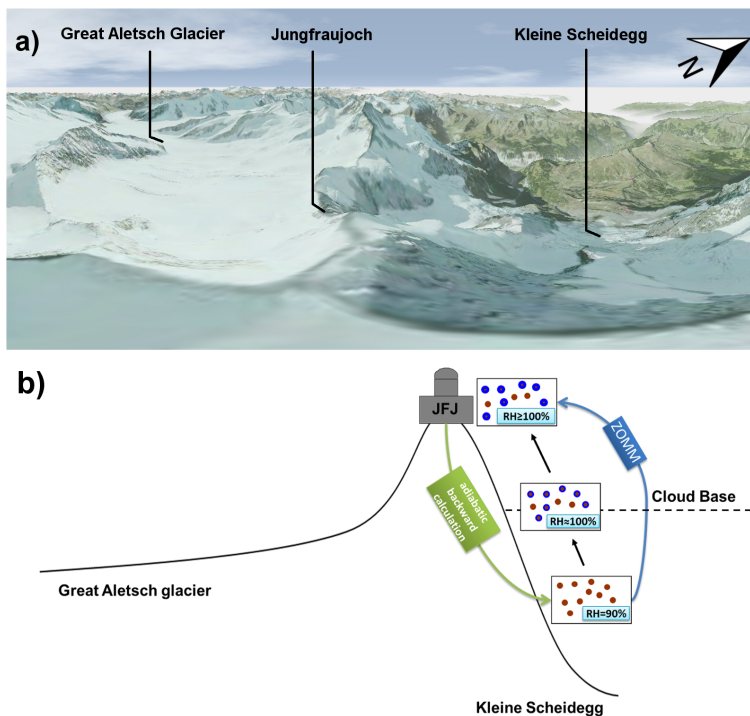 a)
Great Aletsch Glacier
Jungfraujoch
Kleine Scheidegg
N
b)
JFJ
RH≥100%
ZOMM
adiabatic
backward
calculation
Cloud Base
RH≈100%
Great Aletsch glacier
RH=90%
Kleine Scheidegg